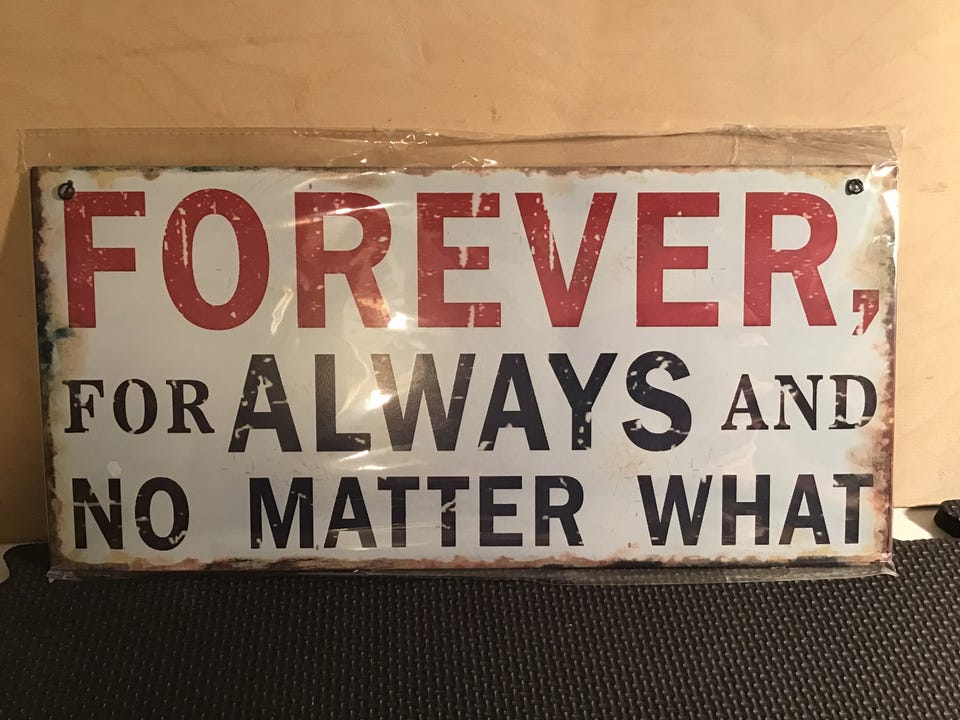 FOREVER,
FOR ALWAYS AND
NO MATTER WHAT